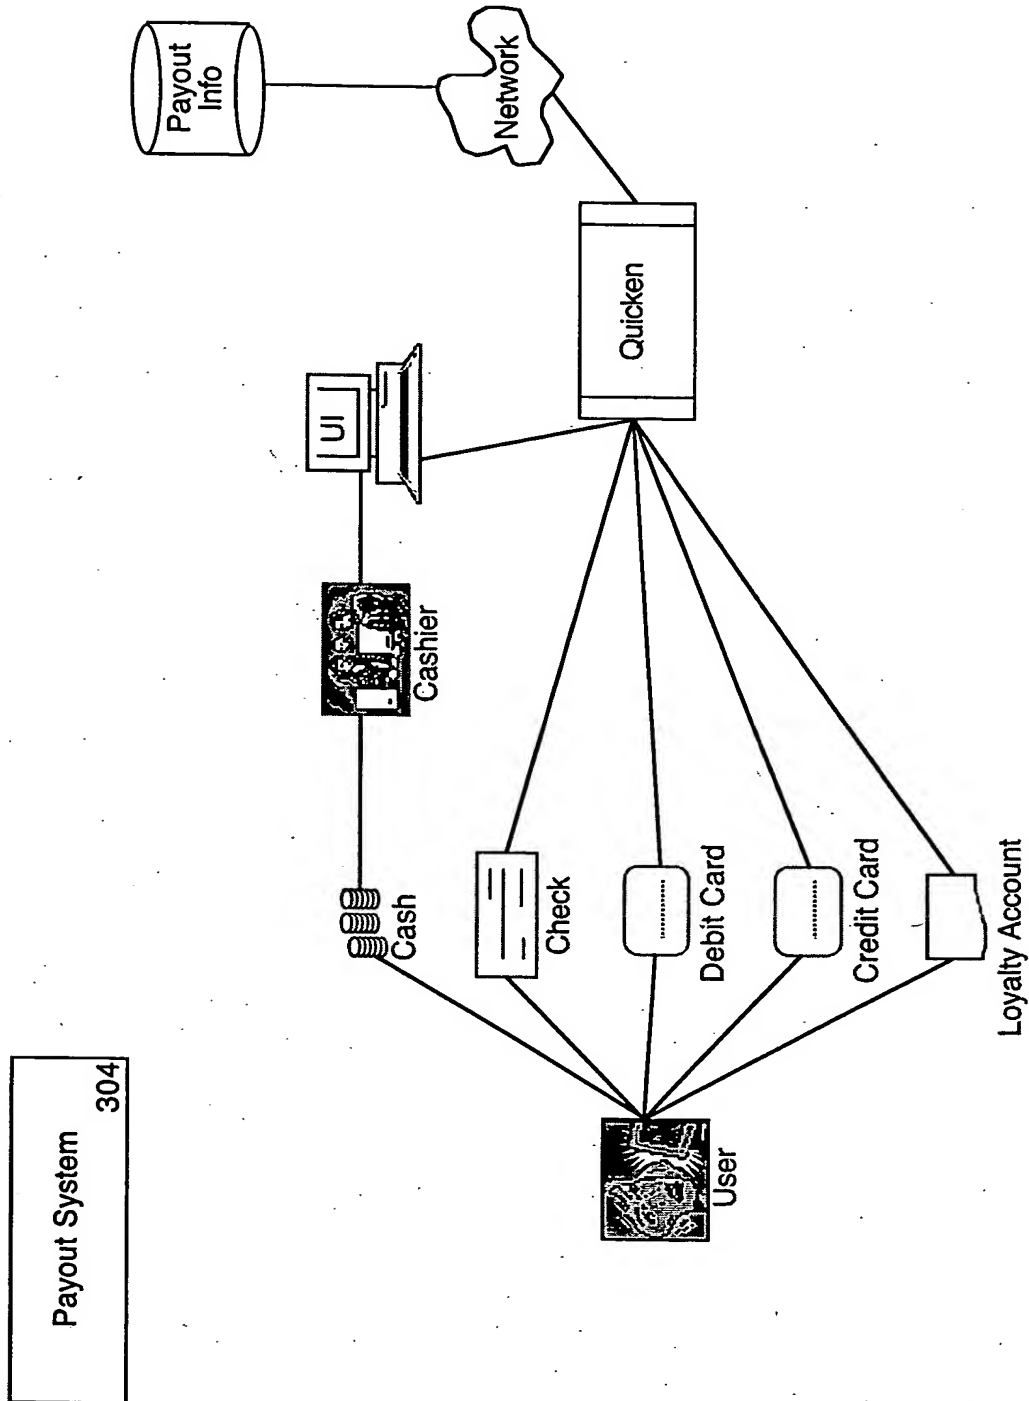 Payout System
304
Payout
Info
Network
UI
Quicken
Cashier
Cash
Check
Debit Card
Credit Card
Loyalty Account
User